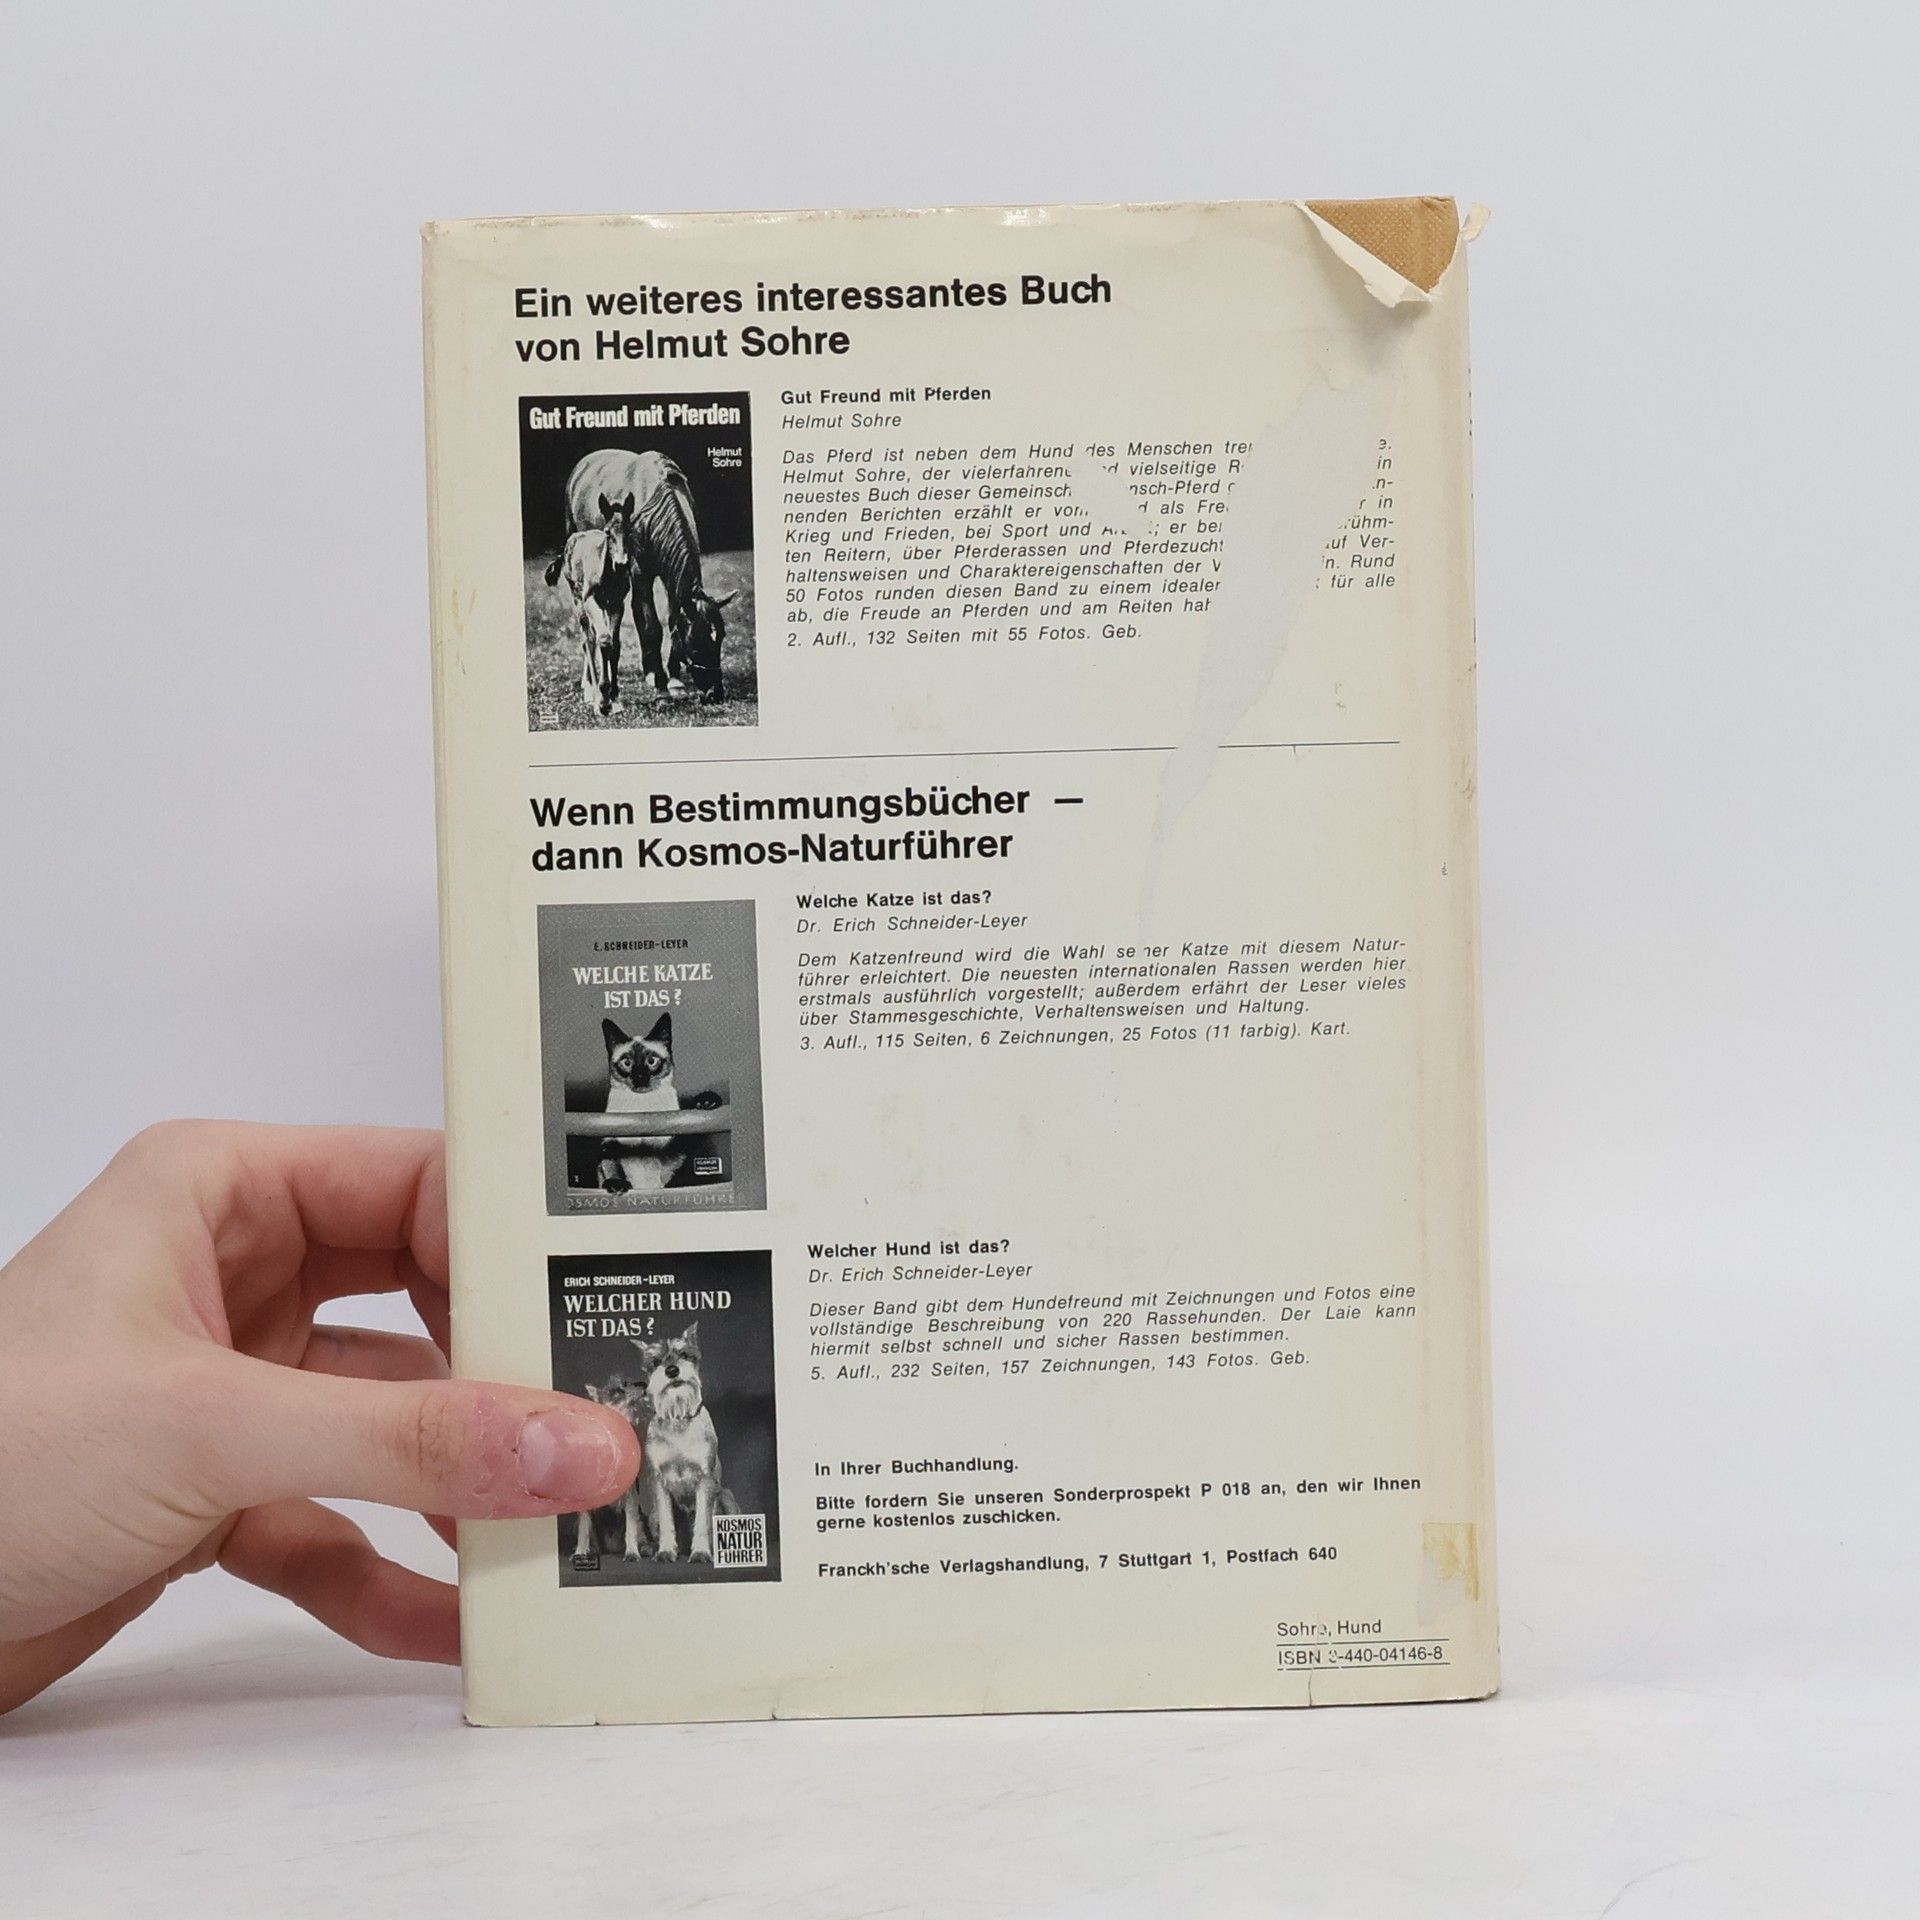 Ein weiteres interessantes Buch
von Helmut Sohre
Gut Freund mit Pferden
Helmut
Sohre
Gut Freund mit Pferden
Helmut Sohre
Das Pferd ist neben dem Hund des Menschen
Helmut Sohre, der vielseitige
neuestes Buch dieser
nenden Berichten erzählt er als
Krieg und Frieden, bei Sport und er
ten Reitern, über Pferderassen und Pferdezucht Ver-
haltensweisen und Charaktereigenschaften der Rund
50 Fotos runden diesen Band zu einem für alle
ab, die Freude an Pferden und am Reiten
2. Aufl., 132 Seiten mit 55 Fotos. Geb.
Wenn Bestimmungsbücher —
dann Kosmos-Naturführer
E. SCHNEIDER-LEYER
WELCHE KATZE
IST DAS?
Welche Katze ist das?
Dr. Erich Schneider-Leyer
Dem Katzenfreund wird die Wahl Katze mit diesem Natur-
führer erleichtert. Die neuesten internationalen Rassen werden hier
erstmals ausführlich vorgestellt; außerdem erfährt der Leser vieles
über Stammesgeschichte, Verhaltensweisen und Haltung.
3. Aufl., 115 Seiten, 6 Zeichnungen, 25 Fotos (11 farbig). Kart.
ERICH SCHNEIDER-LEYER
WELCHER HUND
IST DAS?
KOSMOS
NATUR
FÜHRER
Welcher Hund ist das?
Dr. Erich Schneider-Leyer
Dieser Band gibt dem Hundefreund mit Zeichnungen und Fotos eine
vollständige Beschreibung von 220 Rassehunden. Der Laie kann
hiermit selbst schnell und sicher Rassen bestimmen.
5. Aufl., 232 Seiten, 157 Zeichnungen, 143 Fotos. Geb.
In Ihrer Buchhandlung.
Bitte fordern Sie unseren Sonderprospekt P 018 an, den wir Ihnen
gerne kostenlos zuschicken.
Franckh'sche Verlagshandlung, 7 Stuttgart 1, Postfach 640
Sohre, Hund
ISBN 3-440-04146-8